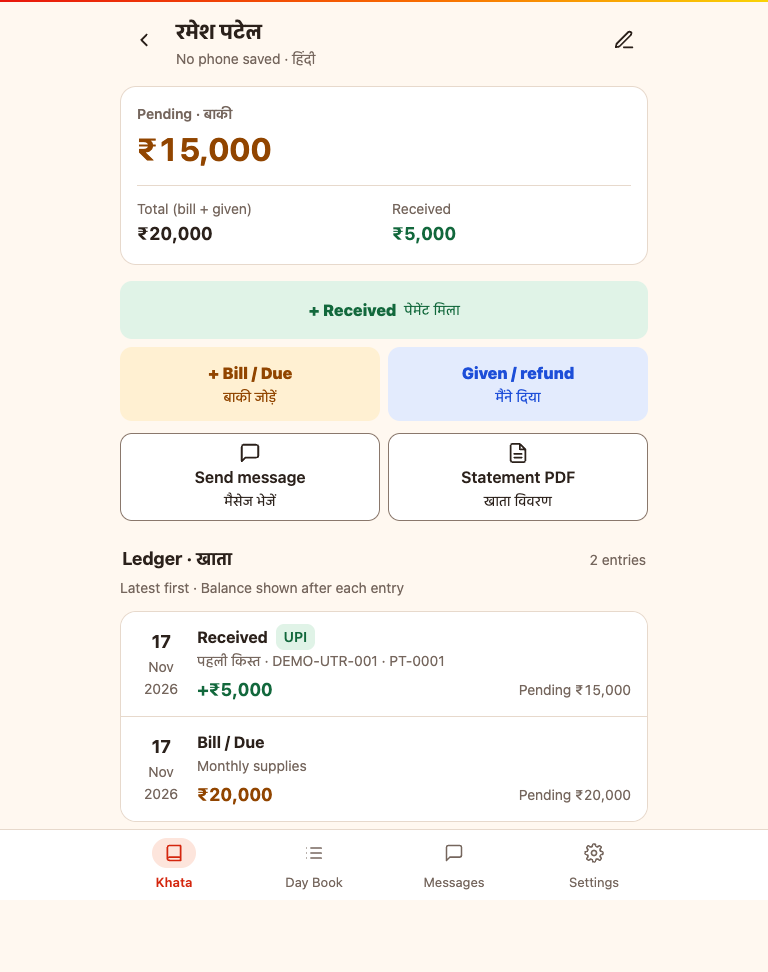 रमेश पटेल
No phone saved · हिंदी
Pending · बाकी
₹15,000
Total (bill + given)
Received
₹20,000
₹5,000
+ Received पेमेंट मिला
+ Bill / Due
Given / refund
बाकी जोड़ें
मैंने दिया
Send message
Statement PDF
मैसेज भेजें
खाता विवरण
Ledger · खाता
2 entries
Latest first · Balance shown after each entry
17
Nov
2026
Received UPI
पहली किस्त · DEMO-UTR-001 · PT-0001
+₹5,000
Pending ₹15,000
17
Nov
2026
Bill / Due
Monthly supplies
₹20,000
Pending ₹20,000
Khata
Day Book
Messages
Settings